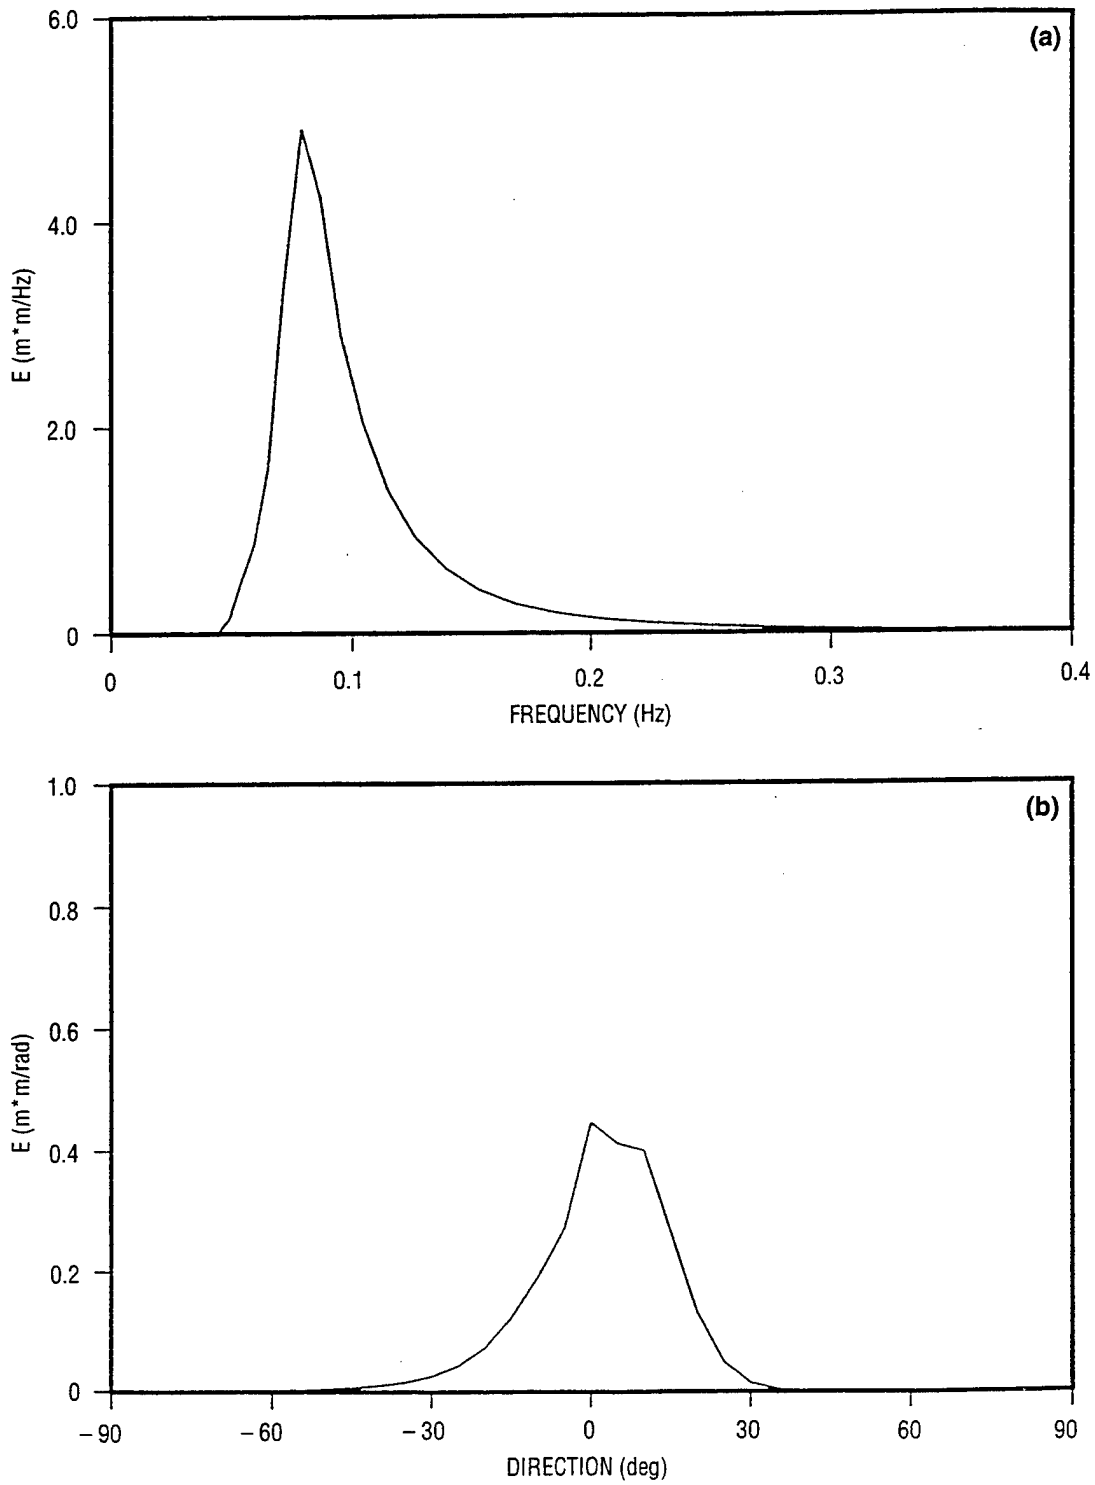 (a)
6.0
4.0
2.0
0
E (m*m/Hz)
0 0.1 0.2 0.3 0.4
FREQUENCY (Hz)
(b)
1.0
0.8
0.6
0.4
0.2
0
E (m*m/rad)
−90 −60 −30 0 30 60 90
DIRECTION (deg)